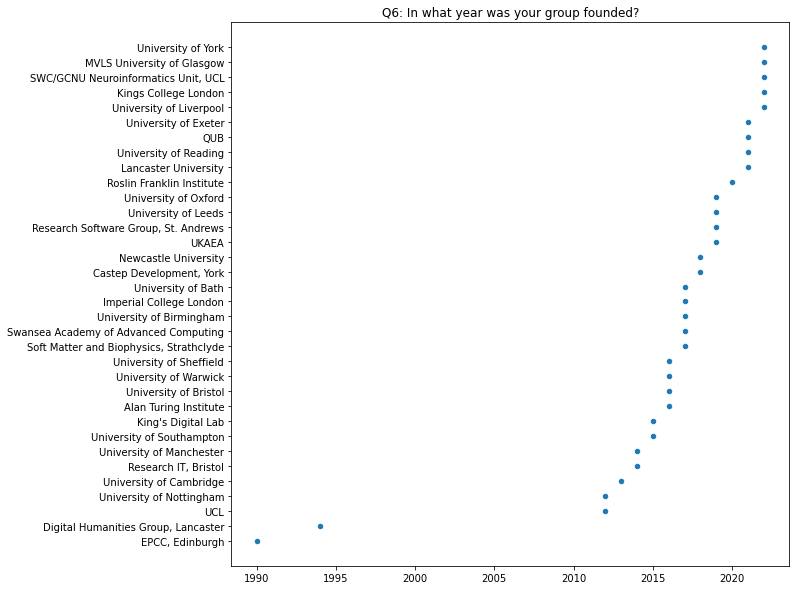 Q6: In what year was your group founded?
University of York
MVLS University of Glasgow
SWC/GCNU Neuroinformatics Unit, UCL
Kings College London
University of Liverpool
University of Exeter
QUB
University of Reading
Lancaster University
Roslin Franklin Institute
University of Oxford
University of Leeds
Research Software Group, St. Andrews
UKAEA
Newcastle University
Castep Development, York
University of Bath
Imperial College London
University of Birmingham
Swansea Academy of Advanced Computing
Soft Matter and Biophysics, Strathclyde
University of Sheffield
University of Warwick
University of Bristol
Alan Turing Institute
King's Digital Lab
University of Southampton
University of Manchester
Research IT, Bristol
University of Cambridge
University of Nottingham
UCL
Digital Humanities Group, Lancaster
EPCC, Edinburgh
1990 1995 2000 2005 2010 2015 2020